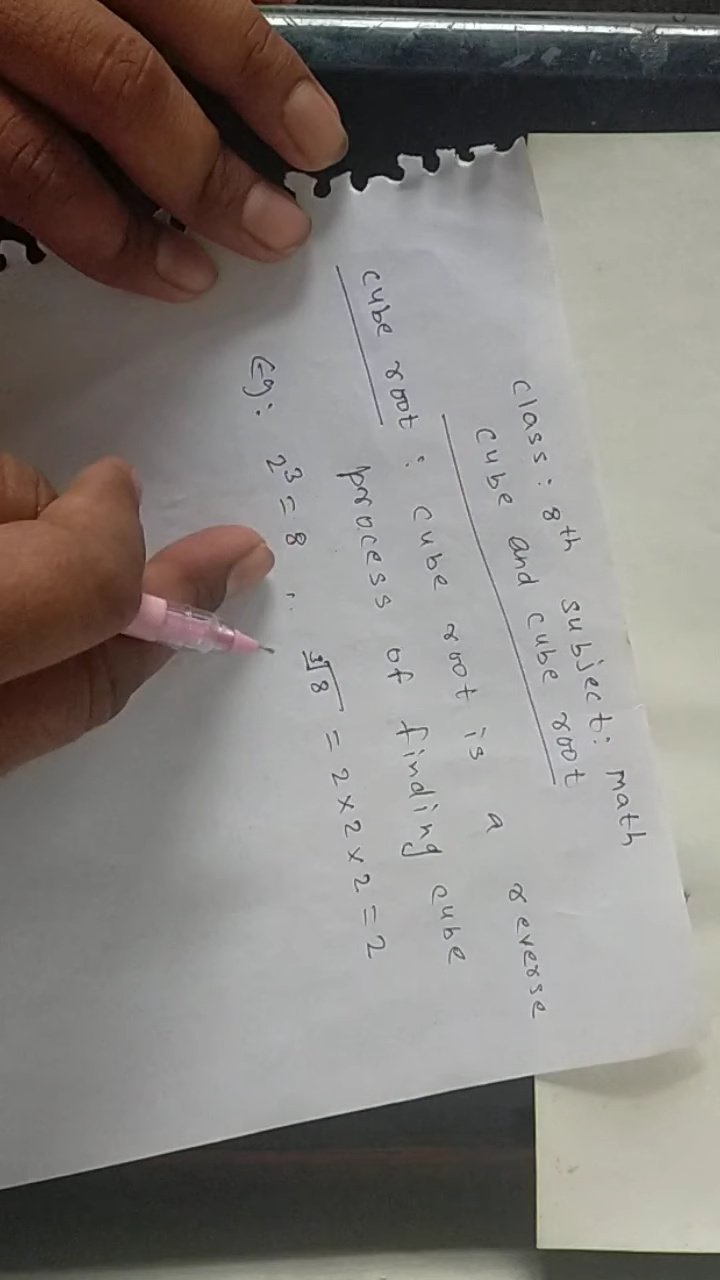 class: 8th subject: math
cube and cube root
cube root: cube root is a reverse
process of finding cube
Eg: 2³ = 8 ∴ ∛8 = 2×2×2 = 2